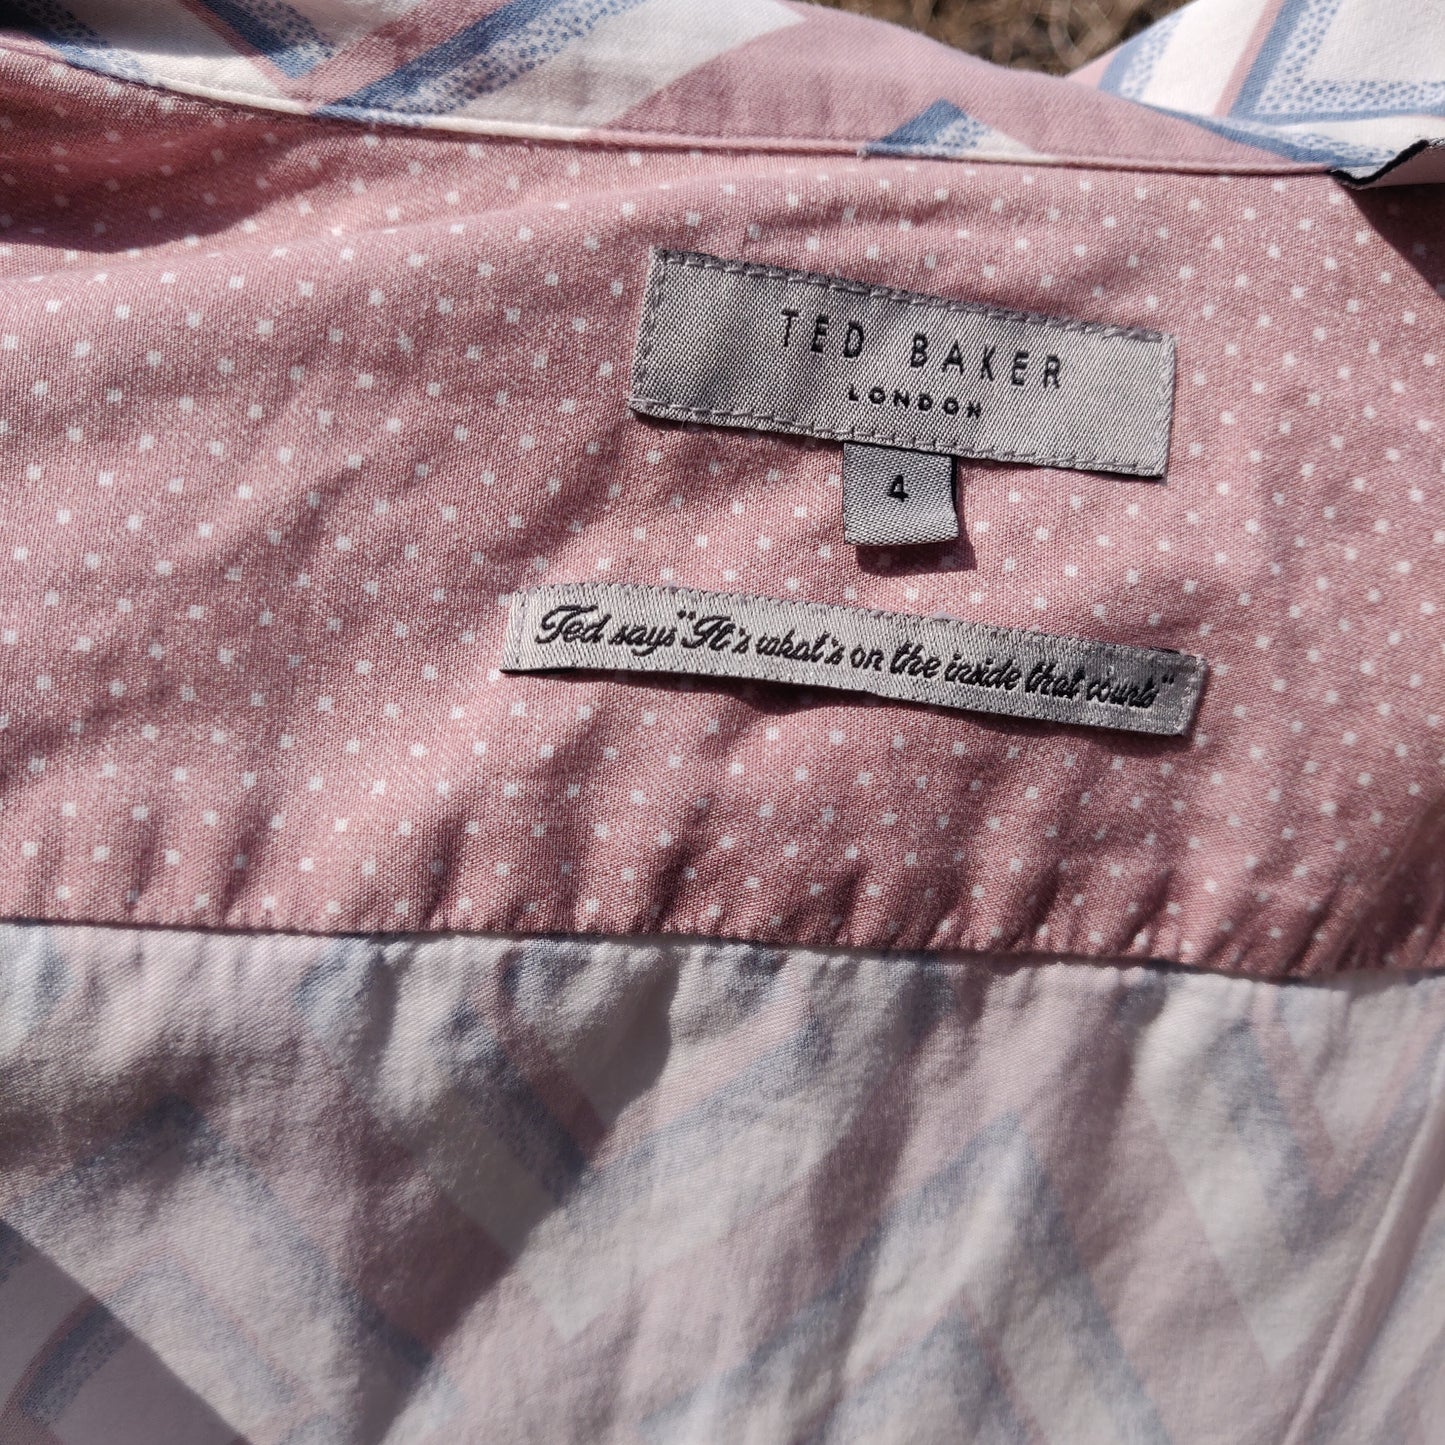 TED BAKER
LONDON
4
Ted says "It's what's on the inside that counts"